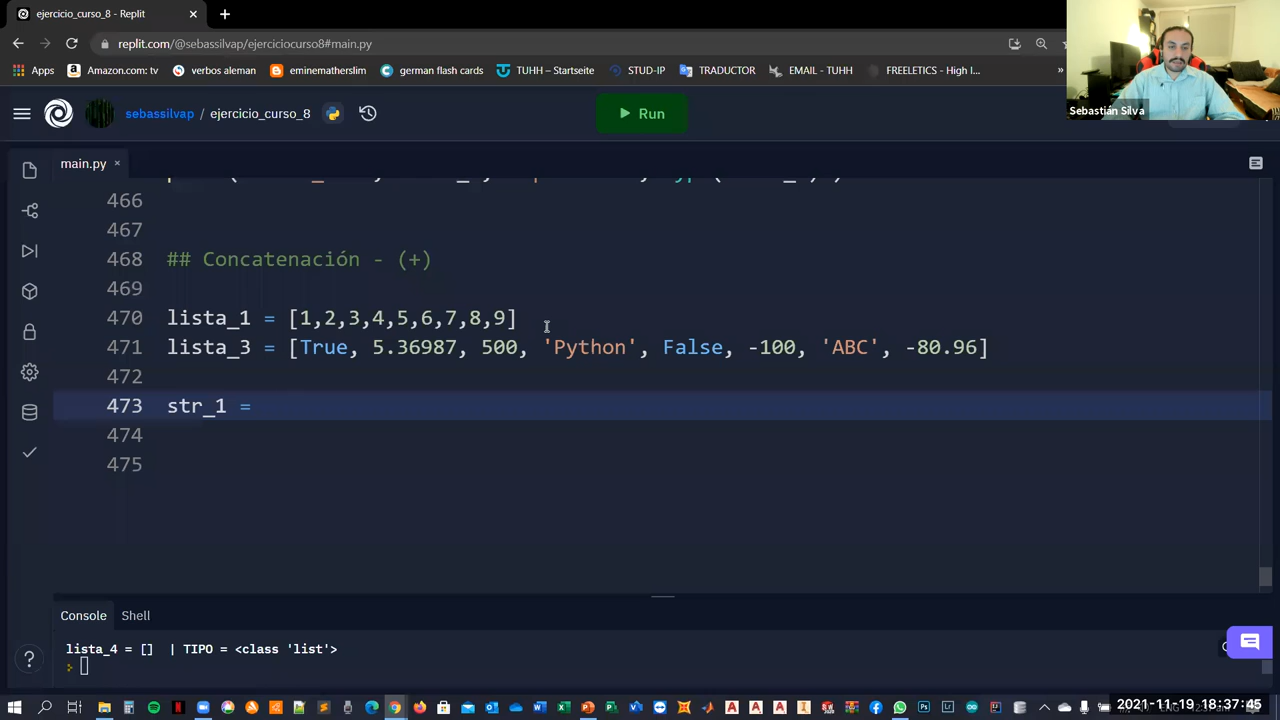 ejercicio_curso_8 - Replit
replit.com/@sebassilvap/ejerciciocurso8#main.py
Apps Amazon.com: tv verbos aleman eminematherslim german flash cards TUHH – Startseite STUD-IP TRADUCTOR EMAIL - TUHH FREELETICS - High I... »
Sebastián Silva
sebassilvap / ejercicio_curso_8
Run
main.py
466
467
468 ## Concatenación - (+)
469
470 lista_1 = [1,2,3,4,5,6,7,8,9]
471 lista_3 = [True, 5.36987, 500, 'Python', False, -100, 'ABC', -80.96]
472
473 str_1 =
474
475
Console Shell
lista_4 = [] | TIPO = <class 'list'>
2021-11-19 18:37:45